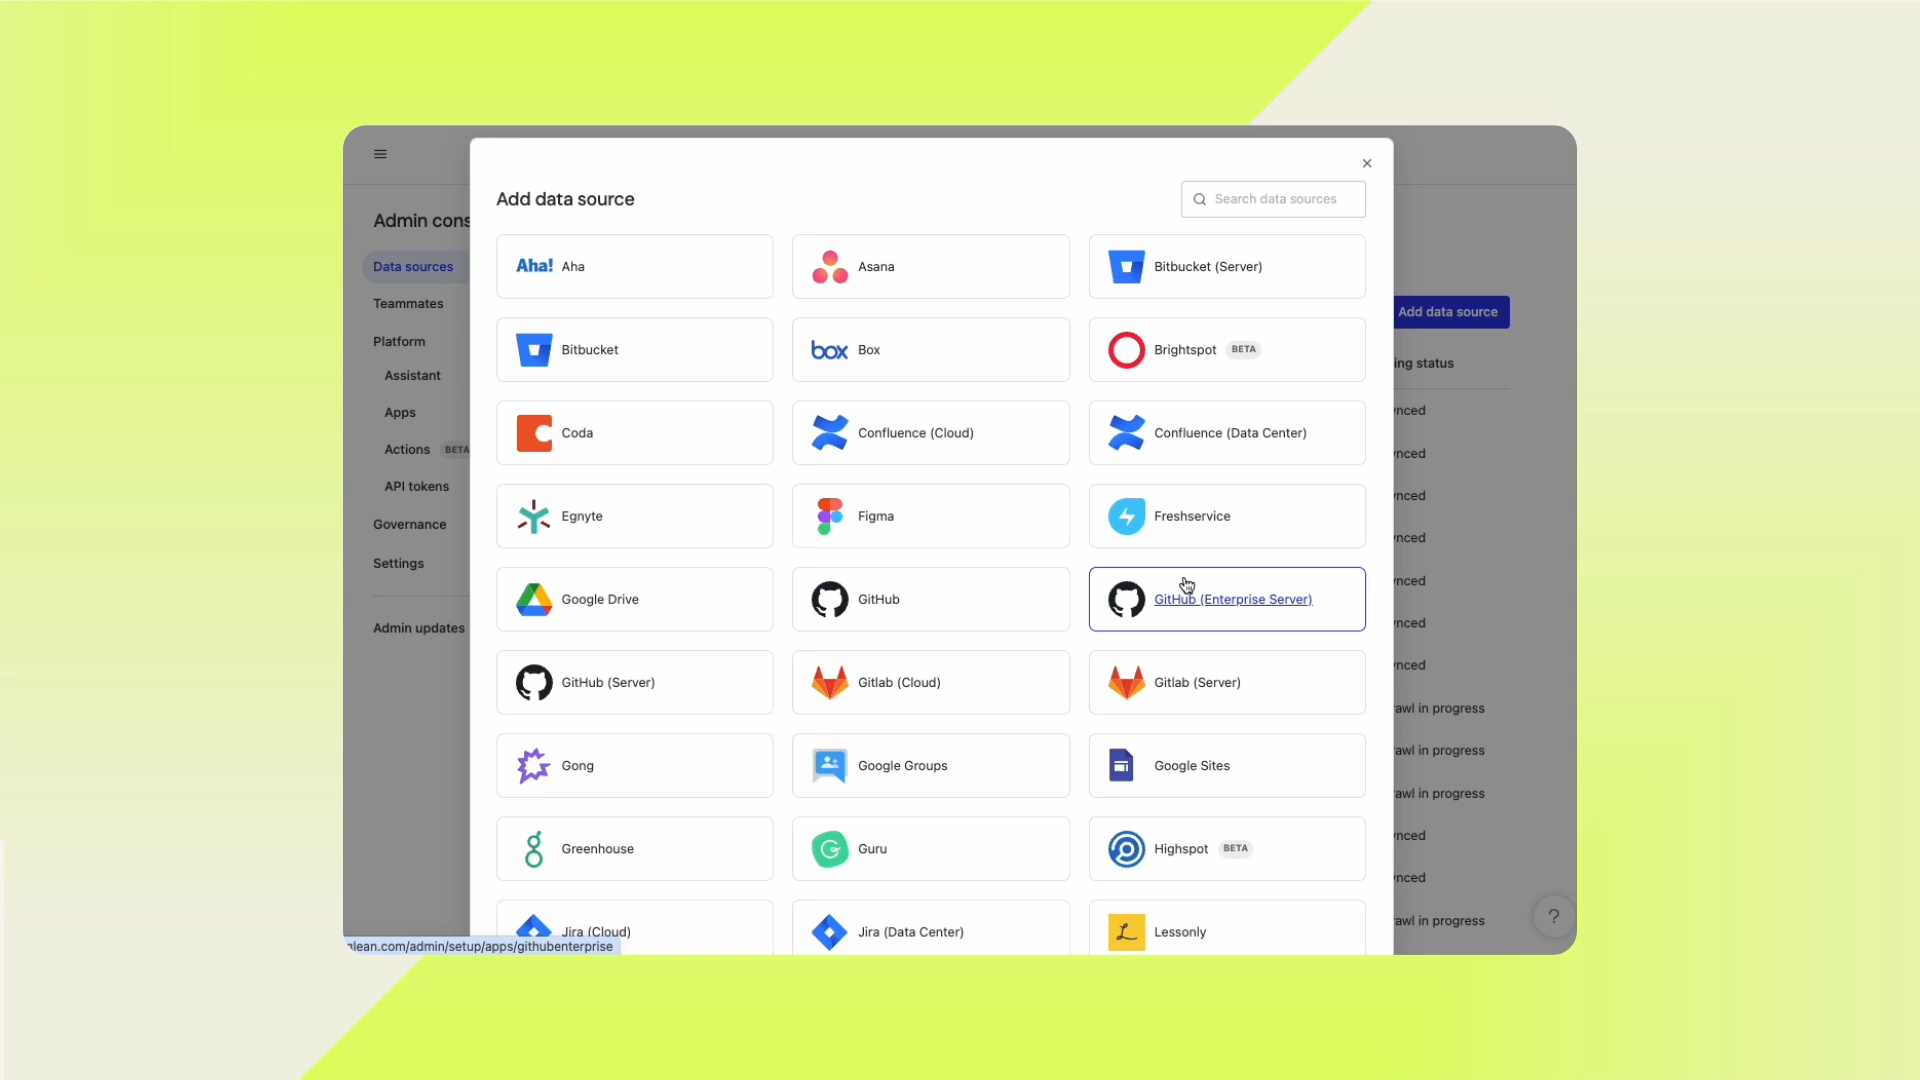 Add data source
Search data sources
Admin cons
Data sources
Teammates
Platform
Assistant
Apps
Actions BETA
API tokens
Governance
Settings
Admin updates
Aha! Aha
Asana
Bitbucket (Server)
Bitbucket
box Box
Brightspot BETA
Coda
Confluence (Cloud)
Confluence (Data Center)
Egnyte
Figma
Freshservice
Google Drive
GitHub
GitHub (Enterprise Server)
GitHub (Server)
Gitlab (Cloud)
Gitlab (Server)
Gong
Google Groups
Google Sites
Greenhouse
Guru
Highspot BETA
Jira (Cloud)
Jira (Data Center)
Lessonly
Add data source
ing status
nced
nced
nced
nced
nced
nced
nced
awl in progress
awl in progress
awl in progress
nced
nced
awl in progress
?
lean.com/admin/setup/apps/githubenterprise